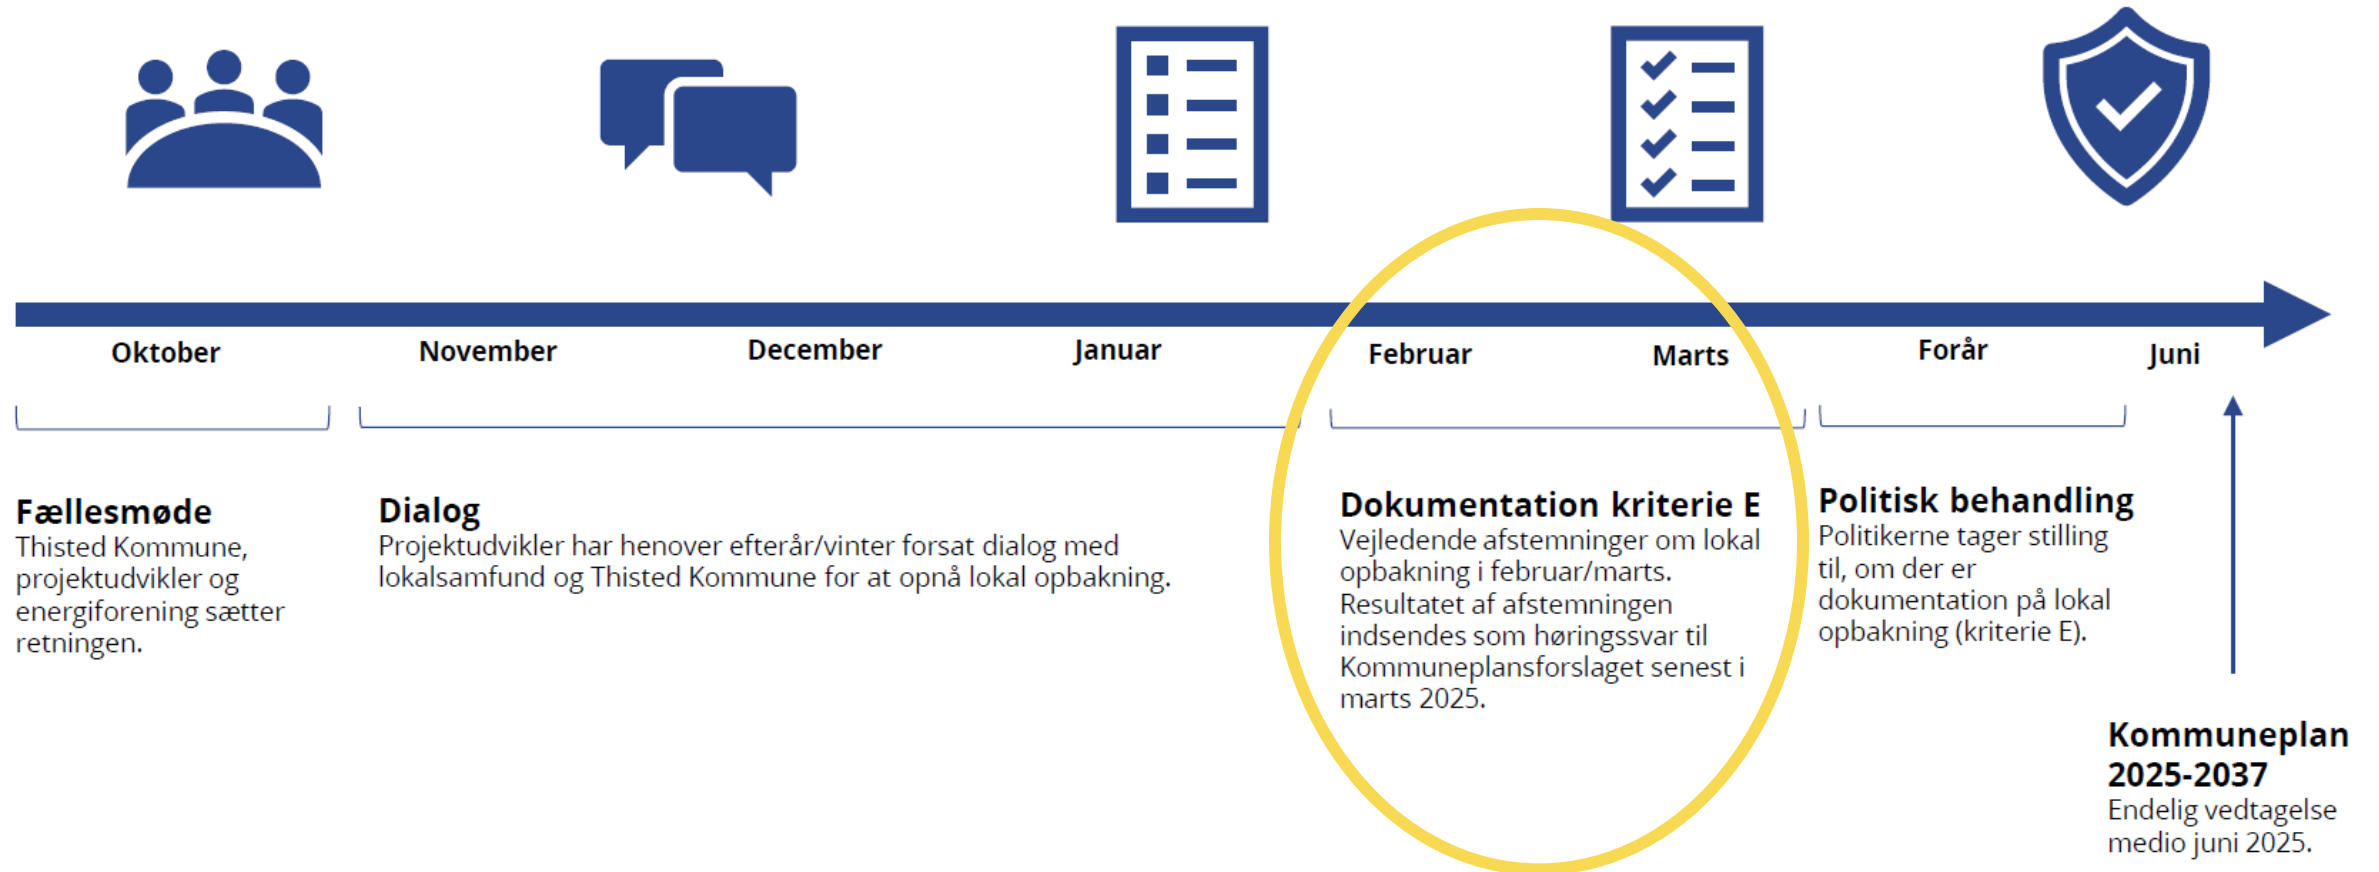 Oktober
November
December
Januar
Februar
Marts
Forår
Juni
Fællesmøde
Thisted Kommune,
projektudvikler og
energiforening sætter
retningen.
Dialog
Projektudvikler har henover efterår/vinter forsat dialog med
lokalsamfund og Thisted Kommune for at opnå lokal opbakning.
Dokumentation kriterie E
Vejledende afstemninger om lokal
opbakning i februar/marts.
Resultatet af afstemningen
indsendes som høringssvar til
Kommuneplansforslaget senest i
marts 2025.
Politisk behandling
Politikerne tager stilling
til, om der er
dokumentation på lokal
opbakning (kriterie E).
Kommuneplan
2025-2037
Endelig vedtagelse
medio juni 2025.